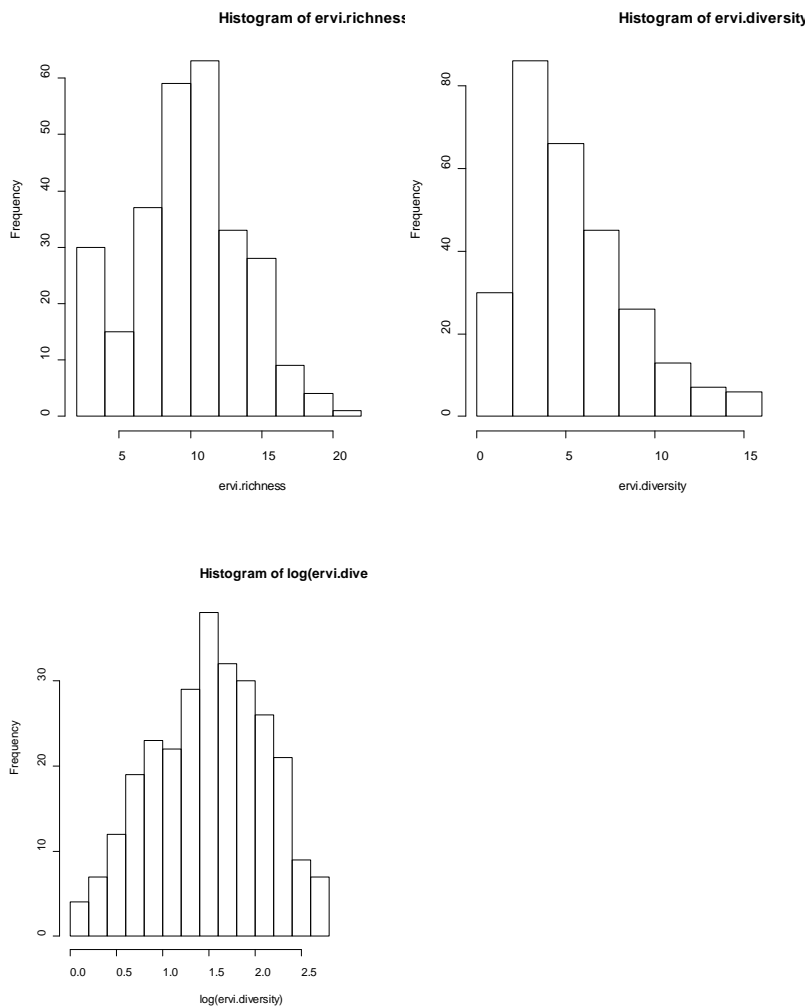 Histogram of ervi.richness
Frequency
0 10 20 30 40 50 60
5 10 15 20
ervi.richness
Histogram of ervi.diversity
Frequency
0 20 40 60 80
0 5 10 15
ervi.diversity
Histogram of log(ervi.dive
Frequency
0 10 20 30
0.0 0.5 1.0 1.5 2.0 2.5
log(ervi.diversity)